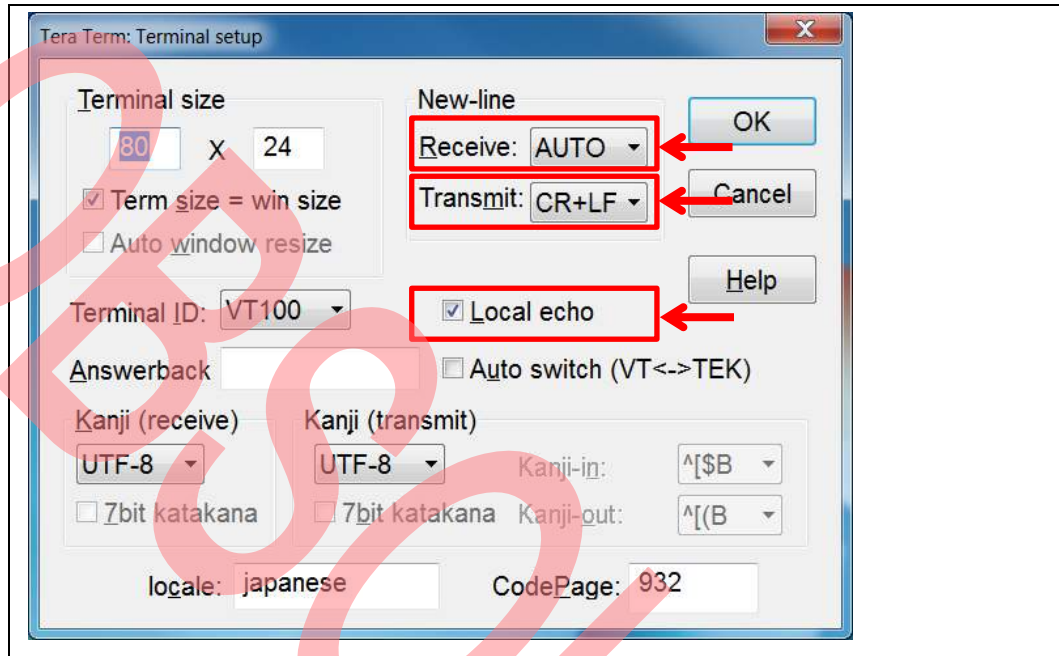 Tera Term: Terminal setup
Terminal size
80 X 24
Term size = win size
Auto window resize
New-line
Receive: AUTO
Transmit: CR+LF
OK
Cancel
Help
Terminal ID: VT100
Local echo
Answerback
Auto switch (VT<->TEK)
Kanji (receive)
UTF-8
7bit katakana
Kanji (transmit)
UTF-8
7bit katakana
Kanji-in: ^[$B
Kanji-out: ^[(B
locale: japanese
CodePage: 932